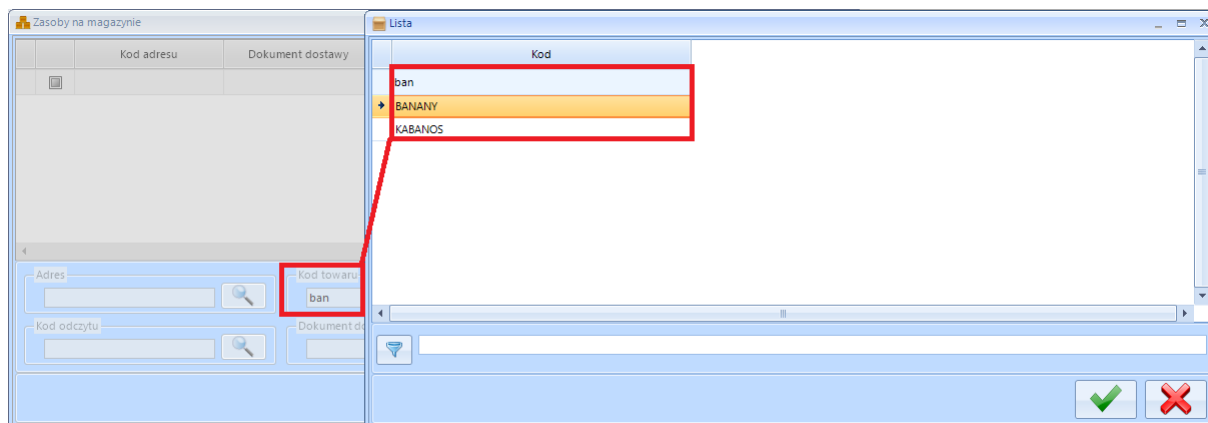 Zasoby na magazynie
Lista
Kod adresu
Dokument dostawy
Kod
ban
BANANY
KABANOS
Adres
Kod towaru
ban
Kod odczytu
Dokument do